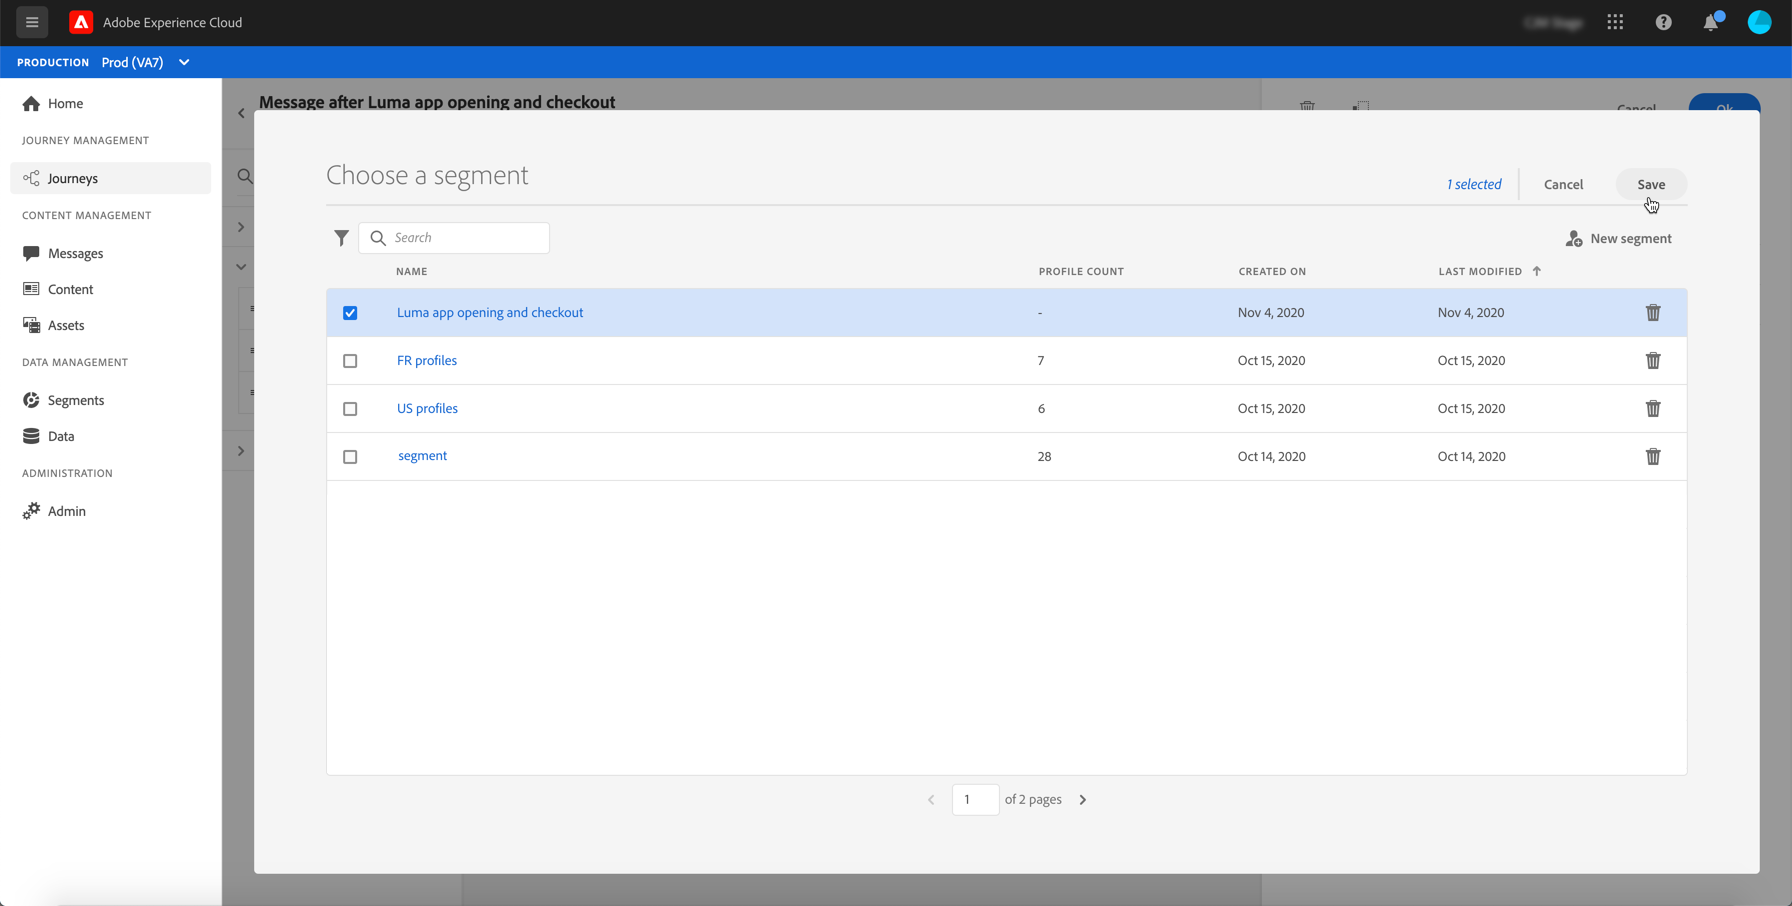 Adobe Experience Cloud
PRODUCTION Prod (VA7)
Home
JOURNEY MANAGEMENT
Journeys
CONTENT MANAGEMENT
Messages
Content
Assets
DATA MANAGEMENT
Segments
Data
ADMINISTRATION
Admin
Message after Luma app opening and checkout
Cancel Ok
Choose a segment
1 selected Cancel Save
Search
New segment
NAME PROFILE COUNT CREATED ON LAST MODIFIED
Luma app opening and checkout - Nov 4, 2020 Nov 4, 2020
FR profiles 7 Oct 15, 2020 Oct 15, 2020
US profiles 6 Oct 15, 2020 Oct 15, 2020
segment 28 Oct 14, 2020 Oct 14, 2020
1 of 2 pages